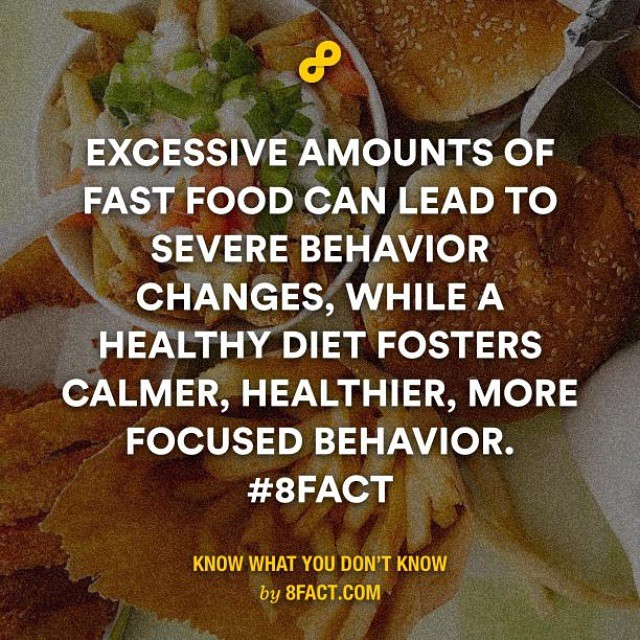 EXCESSIVE AMOUNTS OF
FAST FOOD CAN LEAD TO
SEVERE BEHAVIOR
CHANGES, WHILE A
HEALTHY DIET FOSTERS
CALMER, HEALTHIER, MORE
FOCUSED BEHAVIOR.
#8FACT
KNOW WHAT YOU DON'T KNOW
by 8FACT.COM